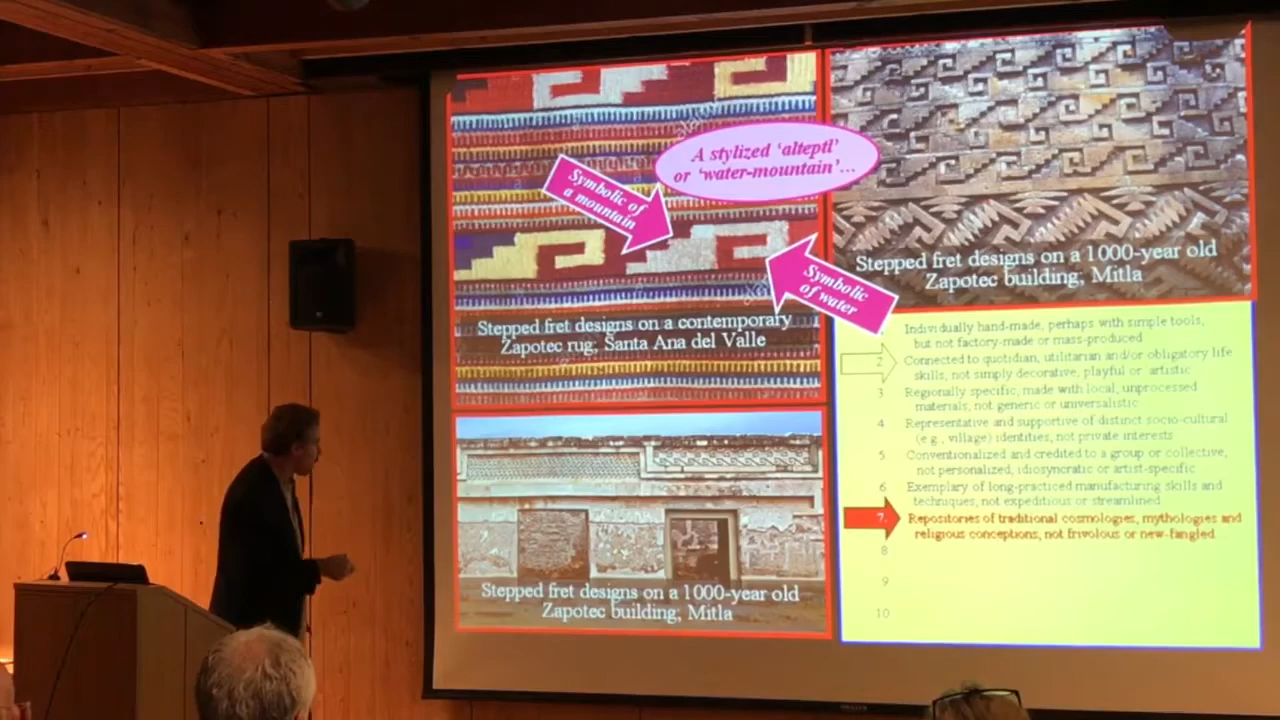 A stylized ‘alteptl’
or ‘water-mountain’...
Symbolic of
a mountain
Symbolic
of water
Stepped fret designs on a contemporary
Zapotec rug, Santa Ana del Valle
Stepped fret designs on a 1000-year old
Zapotec building, Mitla
Stepped fret designs on a 1000-year old
Zapotec building, Mitla
Individually hand-made, perhaps with simple tools,
but not factory-made or mass-produced
2 Connected to quotidian, utilitarian and/or obligatory life
skills, not simply decorative, playful or artistic
3 Regionally specific, made with local, unprocessed
materials, not generic or universalistic
4 Representative and supportive of distinct socio-cultural
(e.g., village) identities, not private interests
5 Conventionalized and credited to a group or collective,
not personalized, idiosyncratic or artist-specific
6 Exemplary of long-practiced manufacturing skills and
techniques, not expeditious or streamlined
7. Repositories of traditional cosmologies, mythologies and
religious conceptions, not frivolous or new-fangled
8
9
10